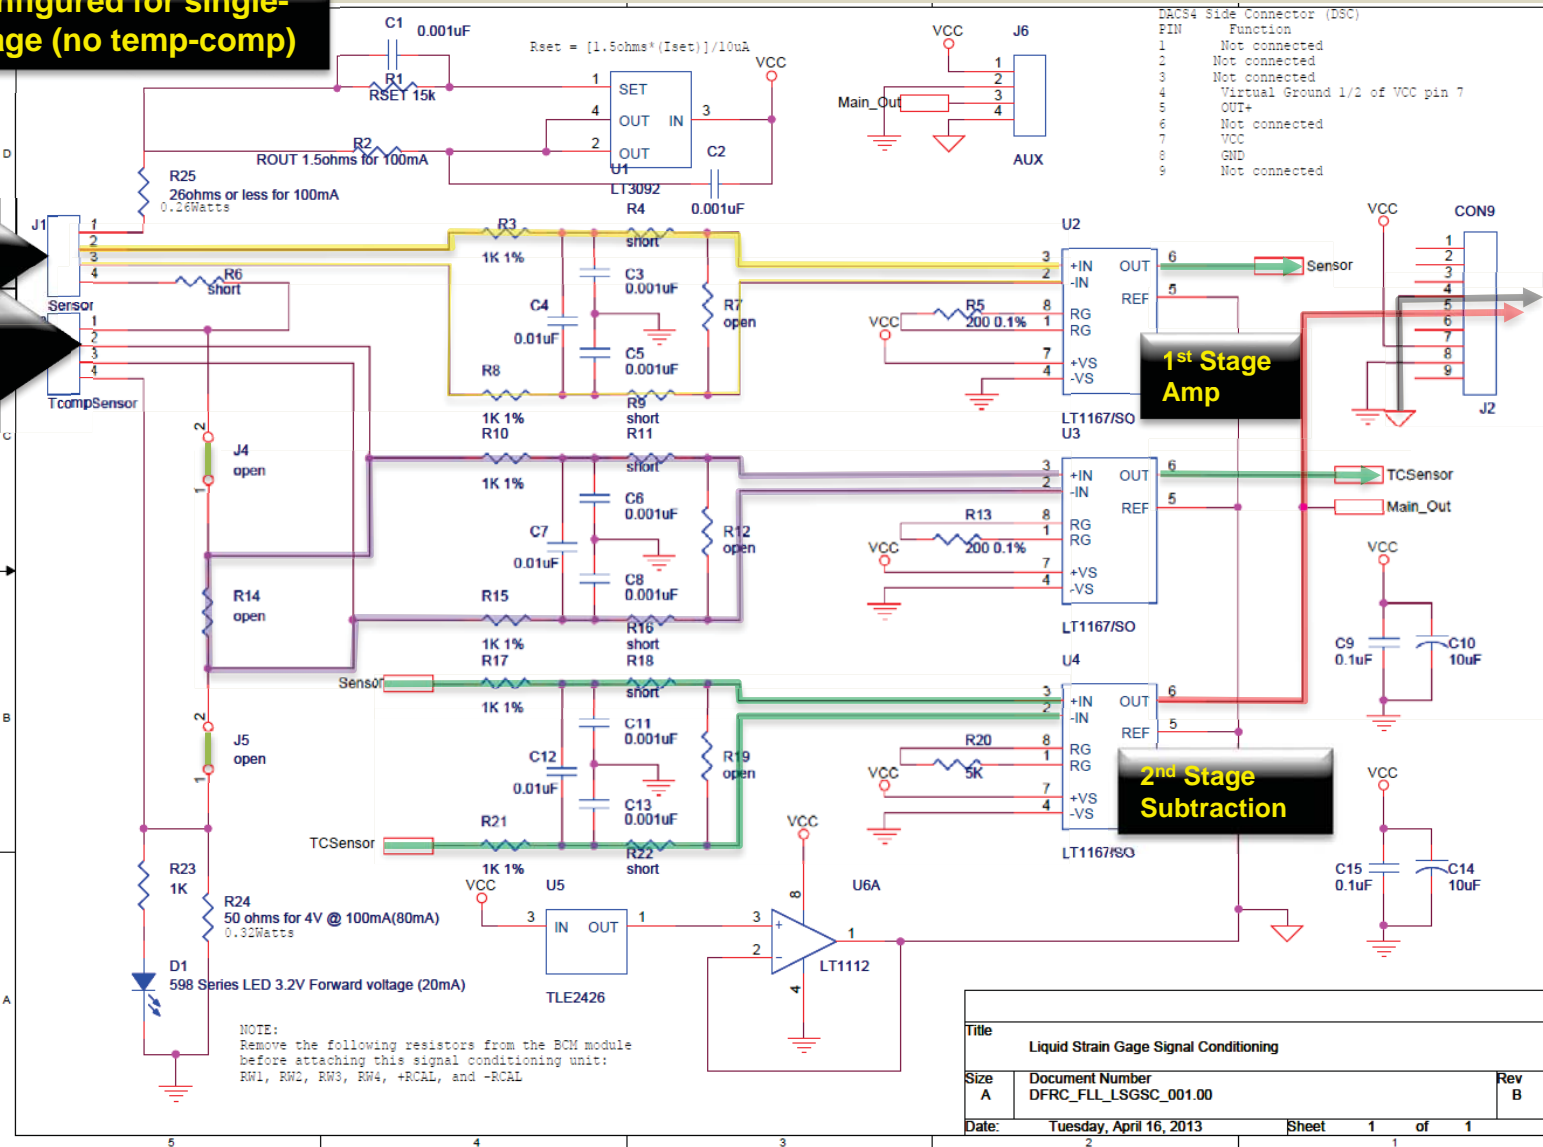 nfigured for single-
age (no temp-comp)
C1
0.001uF
R1
RSET 15k
Rset = [1.5ohms*(Iset)]/10uA
VCC
1
SET
4
OUT IN
3
2
OUT
U1
LT3092
R2
ROUT 1.5ohms for 100mA
C2
0.001uF
R25
26ohms or less for 100mA
0.26Watts
VCC
J6
1
2
3
4
Main_Out
AUX
DACS4 Side Connector (DSC)
PIN Function
1 Not connected
2 Not connected
3 Not connected
4 Virtual Ground 1/2 of VCC pin 7
5 OUT+
6 Not connected
7 VCC
8 GND
9 Not connected
J1
1
2
3
4
Sensor
R6
short
1
2
3
4
TcompSensor
R3
1K 1%
R4
short
C3
0.001uF
C4
0.01uF
C5
0.001uF
R7
open
R8
1K 1%
R9
short
U2
3
+IN OUT
6
2
-IN
REF
5
8
RG
1
RG
7
+VS
4
-VS
LT1167/SO
R5
200 0.1%
VCC
Sensor
1st Stage
Amp
VCC
CON9
1
2
3
4
5
6
7
8
9
J2
2
J4
open
1
R10
1K 1%
R11
short
C6
0.001uF
C7
0.01uF
C8
0.001uF
R12
open
R15
1K 1%
R16
short
U3
3
+IN OUT
6
2
-IN
REF
5
8
RG
1
RG
7
+VS
4
-VS
LT1167/SO
R13
200 0.1%
VCC
TCSensor
Main_Out
R14
open
2
J5
open
1
VCC
C9
0.1uF
C10
10uF
Sensor
R17
1K 1%
R18
short
C11
0.001uF
C12
0.01uF
C13
0.001uF
R19
open
TCSensor
R21
1K 1%
R22
short
U4
3
+IN OUT
6
2
-IN
REF
5
8
RG
1
RG
7
+VS
4
-VS
LT1167/SO
R20
5K
VCC
2nd Stage
Subtraction
VCC
C15
0.1uF
C14
10uF
R23
1K
R24
50 ohms for 4V @ 100mA(80mA)
0.32Watts
D1
598 Series LED 3.2V Forward voltage (20mA)
VCC
U5
3
IN OUT
1
TLE2426
VCC
U6A
8
3
+
1
2
-
4
LT1112
NOTE:
Remove the following resistors from the BCM module
before attaching this signal conditioning unit:
RW1, RW2, RW3, RW4, +RCAL, and -RCAL
Title
Liquid Strain Gage Signal Conditioning
Size
A
Document Number
DFRC_FLL_LSGSC_001.00
Rev
B
Date: Tuesday, April 16, 2013 Sheet 1 of 1
D
C
B
A
5 4 3 2 1